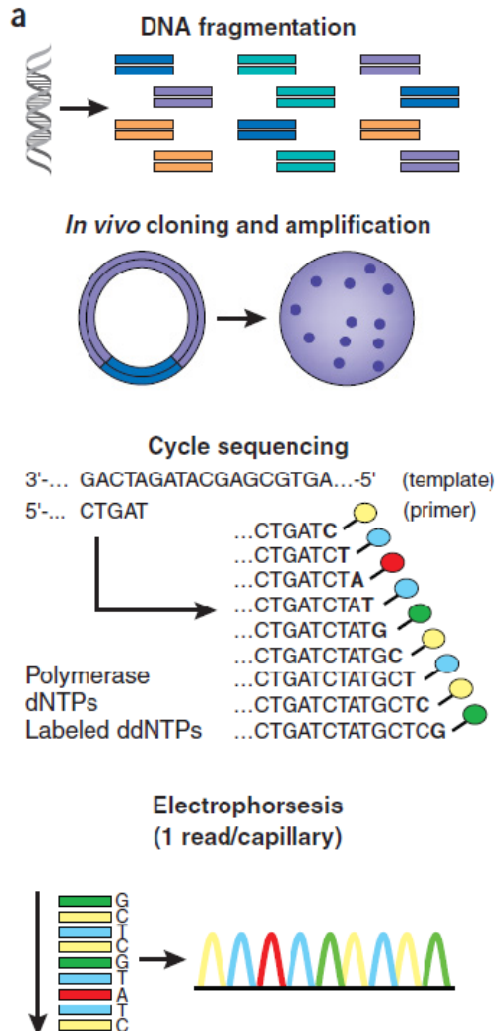 a
DNA fragmentation
In vivo cloning and amplification
Cycle sequencing
3'-... GACTAGATACGAGCGTGA...-5' (template)
5'-... CTGAT (primer)
...CTGATC
...CTGATCT
...CTGATCTA
...CTGATCTAT
...CTGATCTATG
...CTGATCTATGC
...CTGATCTATGCT
...CTGATCTATGCTC
...CTGATCTATGCTCG
Polymerase
dNTPs
Labeled ddNTPs
Electrophorsesis
(1 read/capillary)
G
C
T
C
G
T
A
T
C